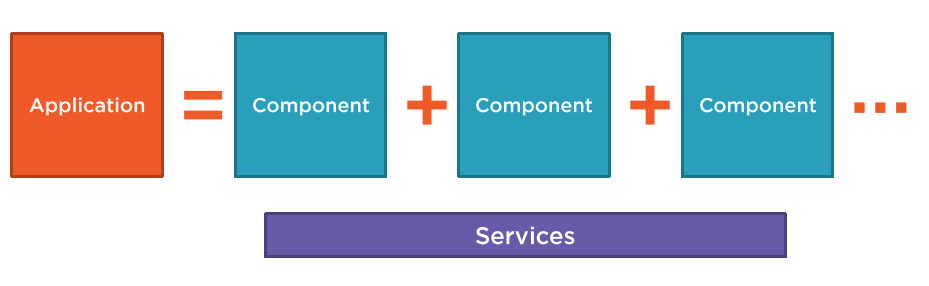 Application = Component + Component + Component ...
Services